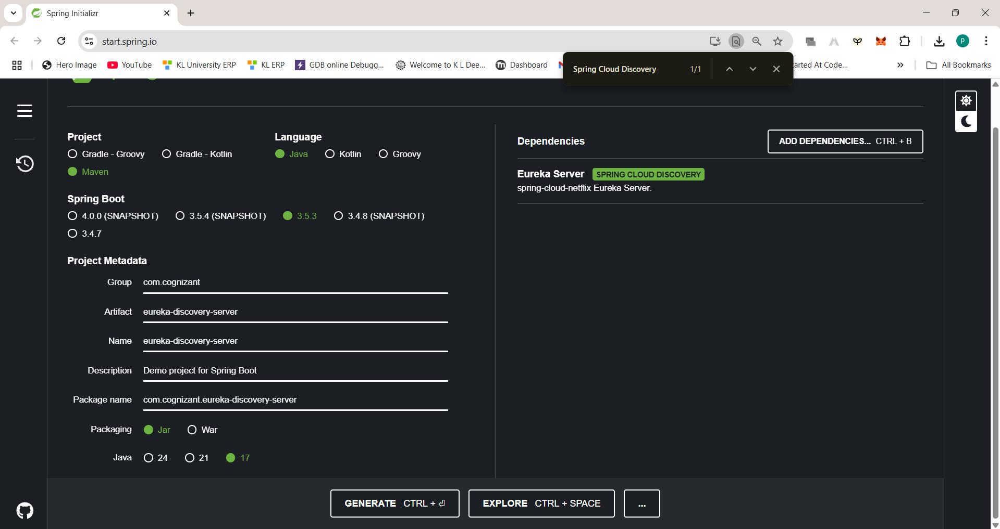 Spring Initializr
start.spring.io
Hero Image
YouTube
KL University ERP
KL ERP
GDB online Debugg...
Welcome to K L Dee...
Dashboard
arted At Code...
»
All Bookmarks
Spring Cloud Discovery 1/1
Project
Gradle - Groovy
Gradle - Kotlin
Maven
Language
Java
Kotlin
Groovy
Spring Boot
4.0.0 (SNAPSHOT)
3.5.4 (SNAPSHOT)
3.5.3
3.4.8 (SNAPSHOT)
3.4.7
Project Metadata
Group com.cognizant
Artifact eureka-discovery-server
Name eureka-discovery-server
Description Demo project for Spring Boot
Package name com.cognizant.eureka-discovery-server
Packaging Jar War
Java 24 21 17
Dependencies
ADD DEPENDENCIES... CTRL + B
Eureka Server SPRING CLOUD DISCOVERY
spring-cloud-netflix Eureka Server.
GENERATE CTRL + ⏎
EXPLORE CTRL + SPACE
...